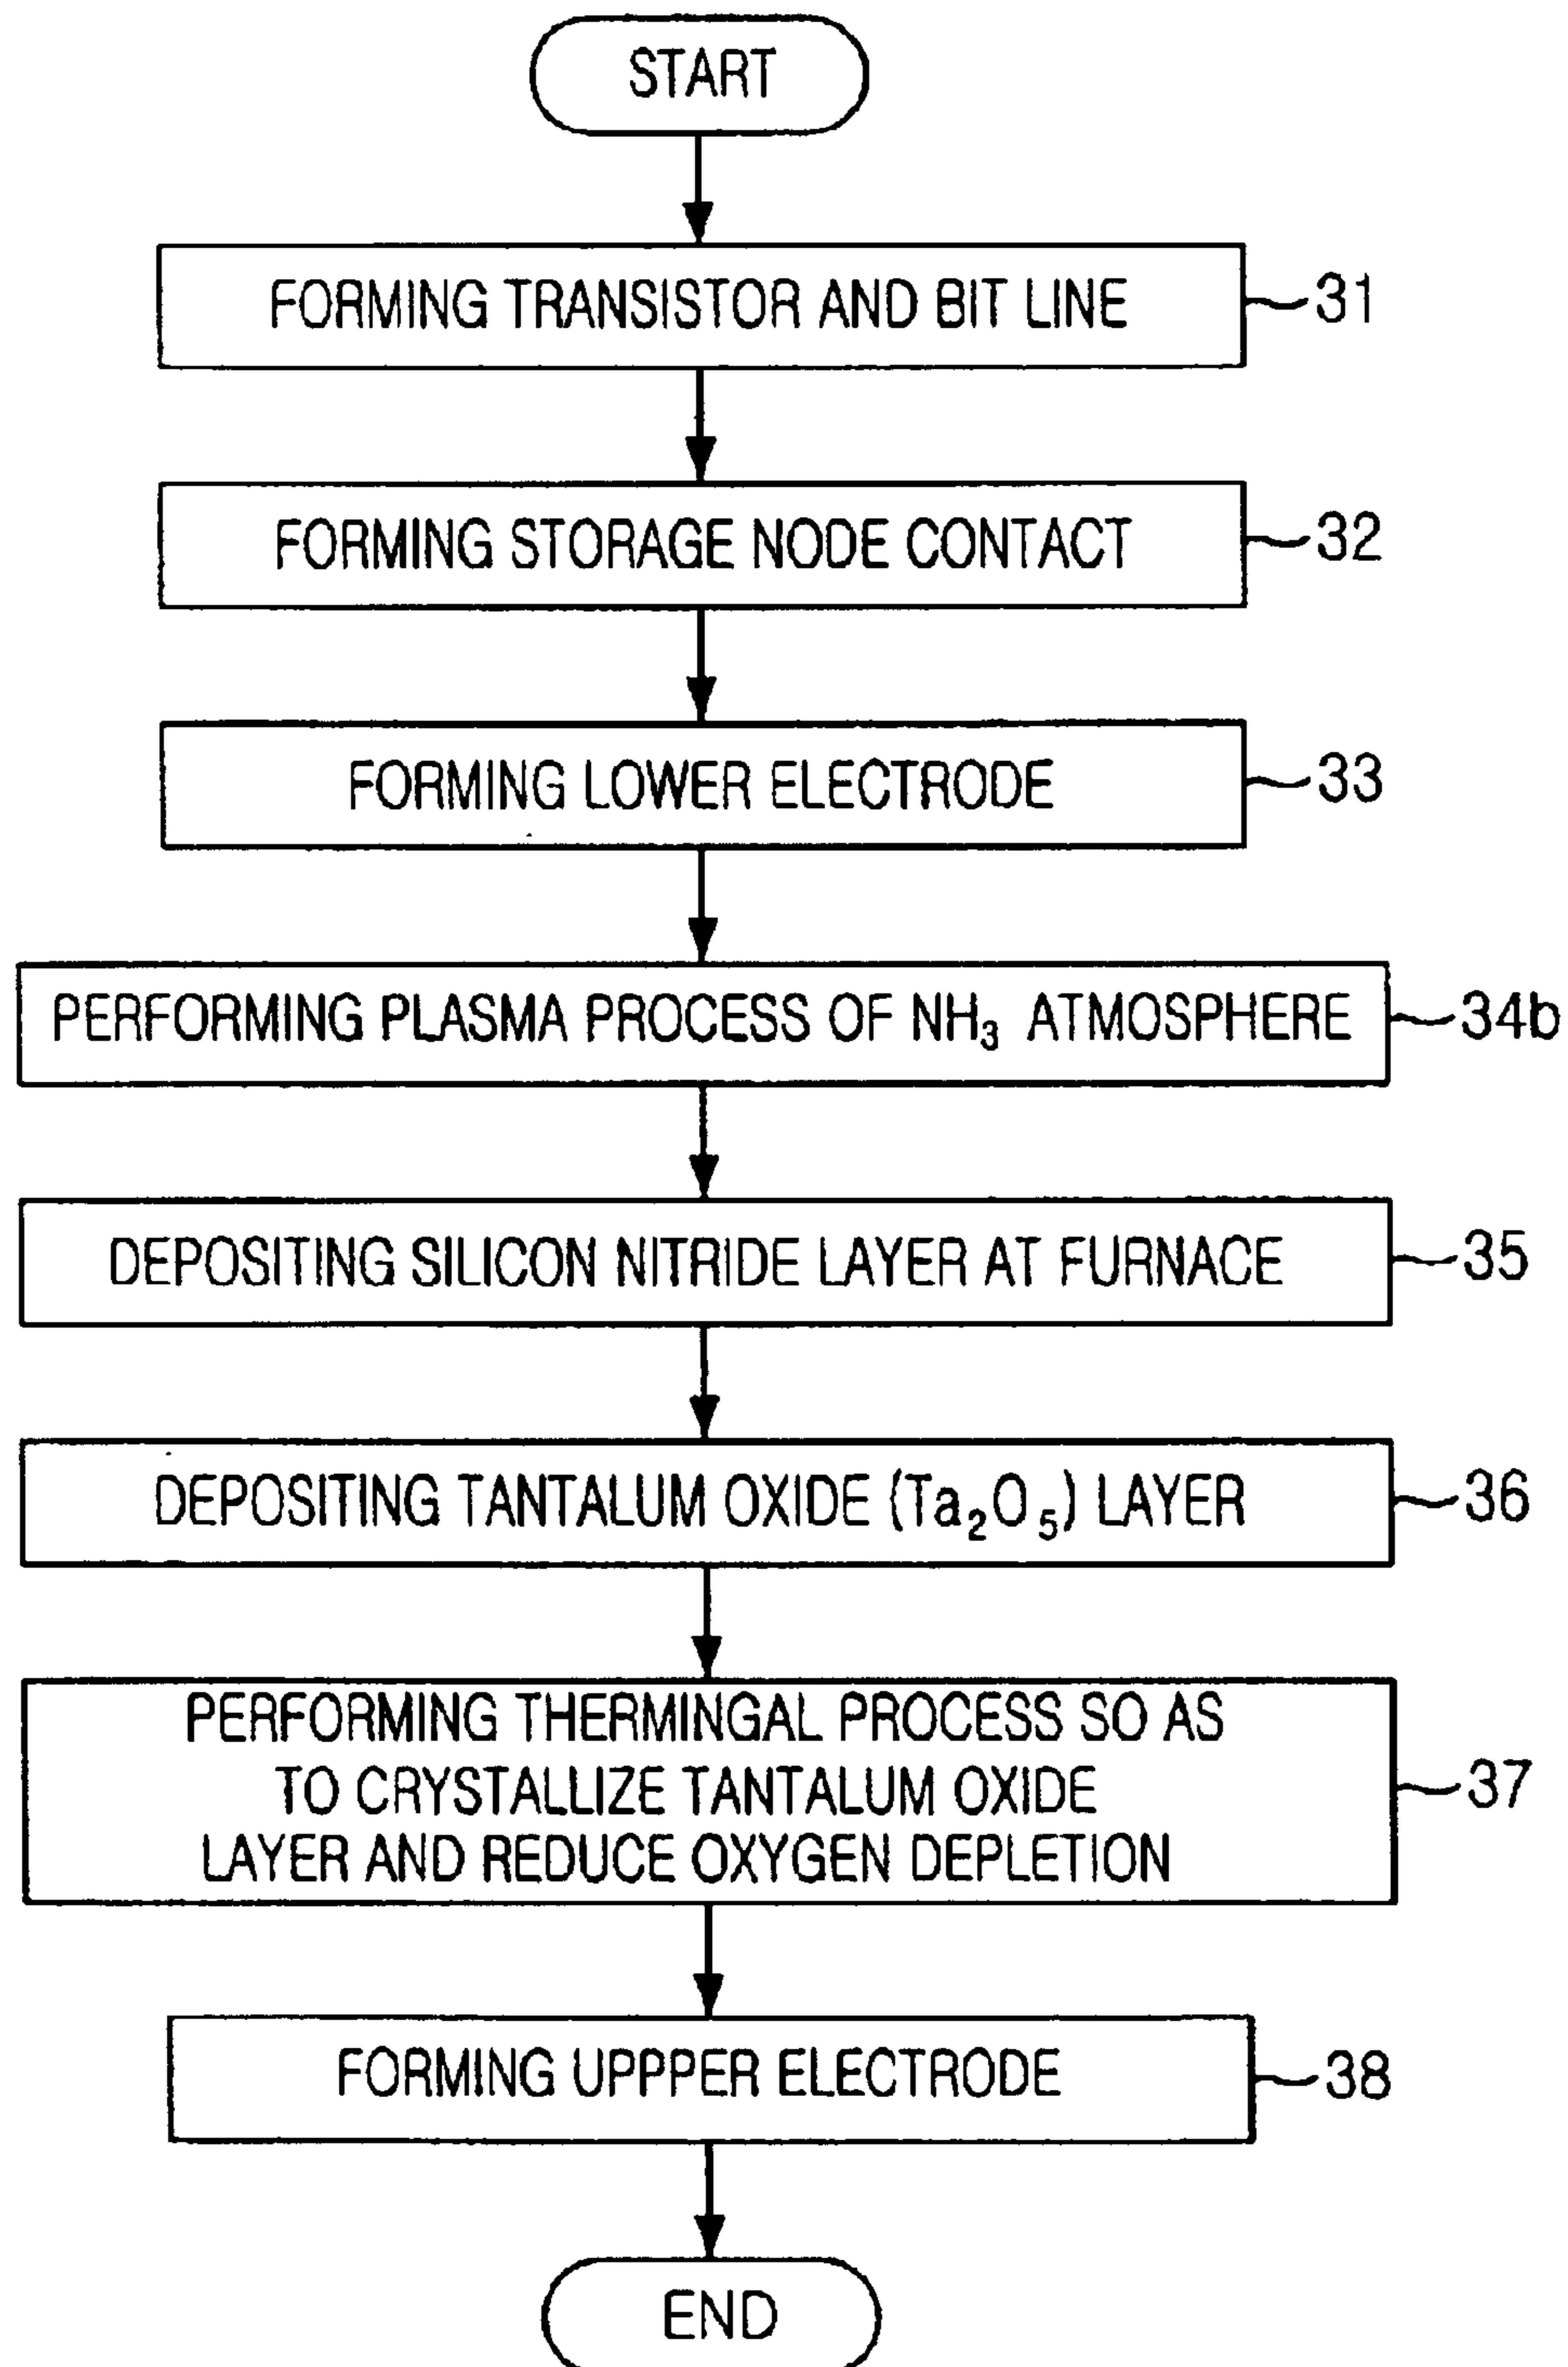 START
FORMING TRANSISTOR AND BIT LINE
31
FORMING STORAGE NODE CONTACT
32
FORMING LOWER ELECTRODE
33
PERFORMING PLASMA PROCESS OF NH₃ ATMOSPHERE
34b
DEPOSITING SILICON NITRIDE LAYER AT FURNACE
35
DEPOSITING TANTALUM OXIDE (Ta₂O₅) LAYER
36
PERFORMING THERMINGAL PROCESS SO AS
TO CRYSTALLIZE TANTALUM OXIDE
LAYER AND REDUCE OXYGEN DEPLETION
37
FORMING UPPPER ELECTRODE
38
END